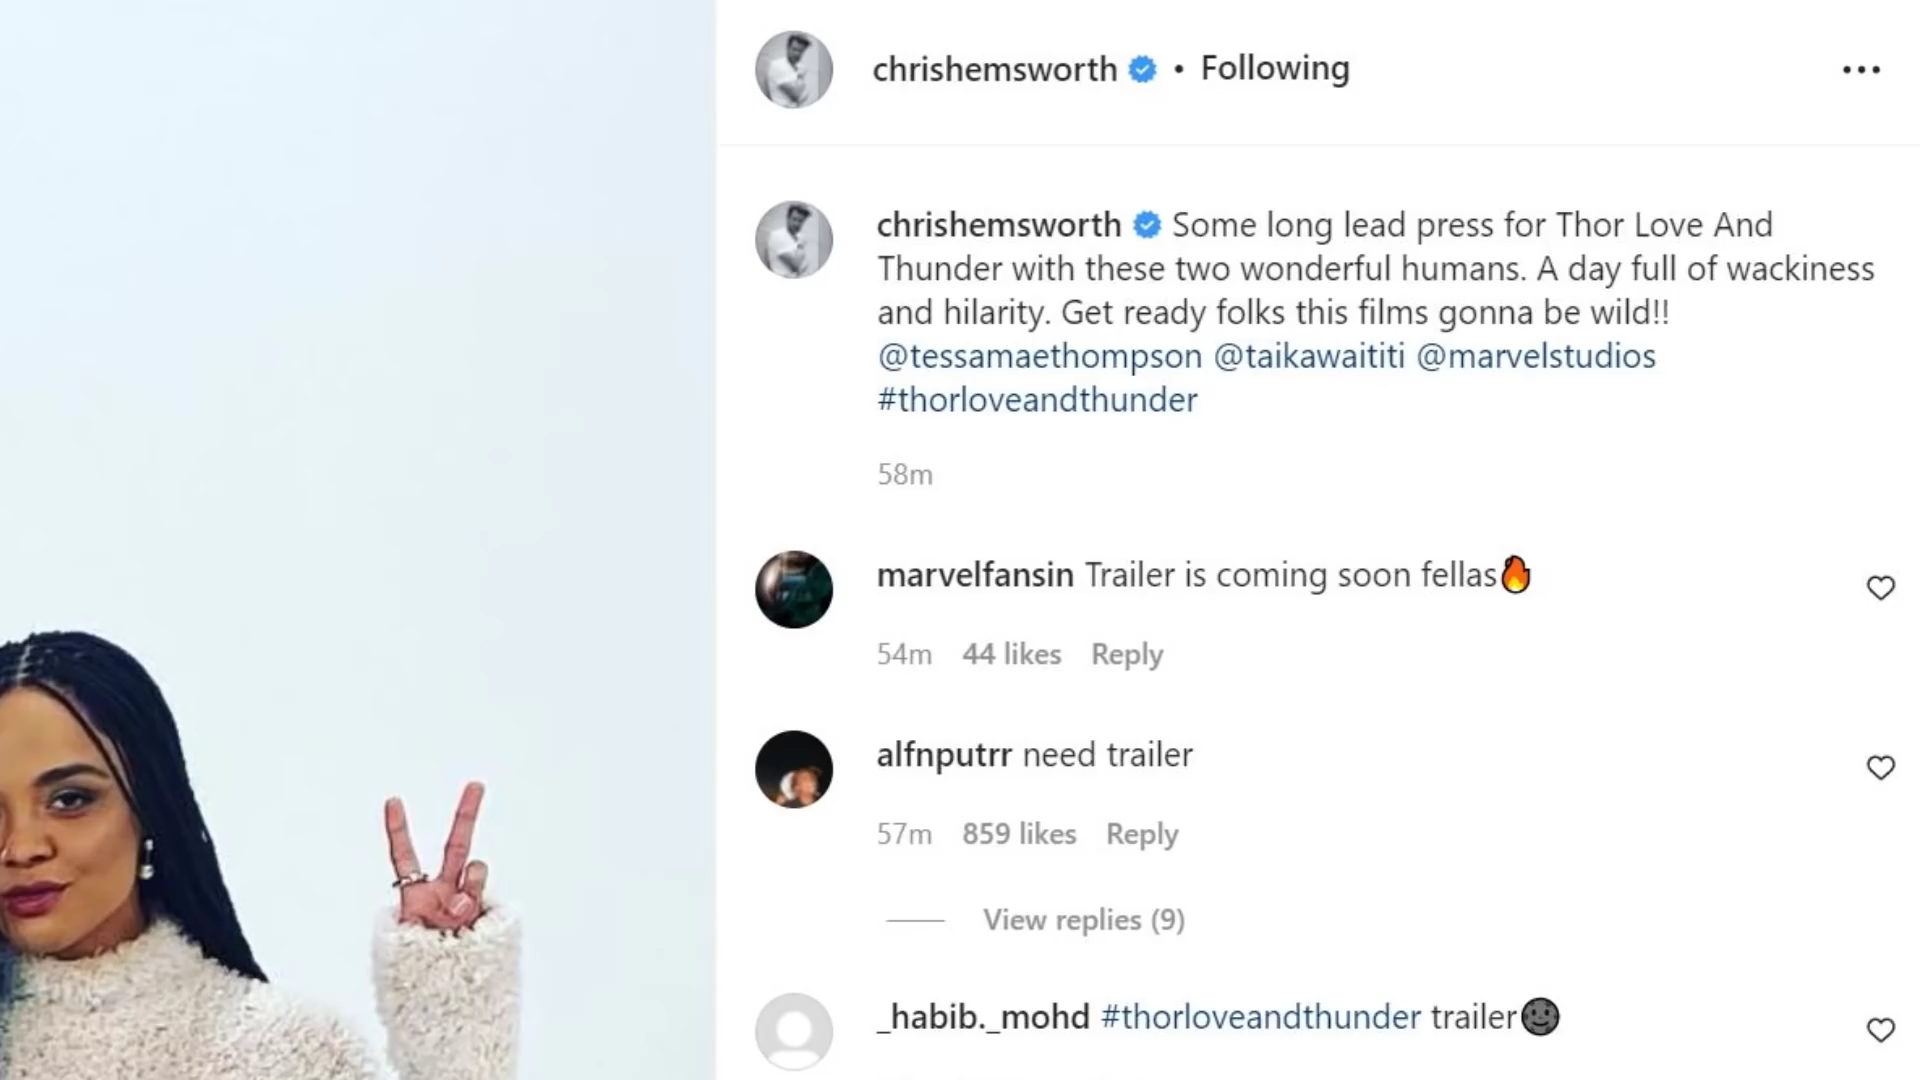 chrishemsworth • Following
chrishemsworth Some long lead press for Thor Love And
Thunder with these two wonderful humans. A day full of wackiness
and hilarity. Get ready folks this films gonna be wild!!
@tessamaethompson @taikawaititi @marvelstudios
#thorloveandthunder
58m
marvelfansin Trailer is coming soon fellas🔥
54m 44 likes Reply
alfnputrr need trailer
57m 859 likes Reply
View replies (9)
_habib._mohd #thorloveandthunder trailer🌚